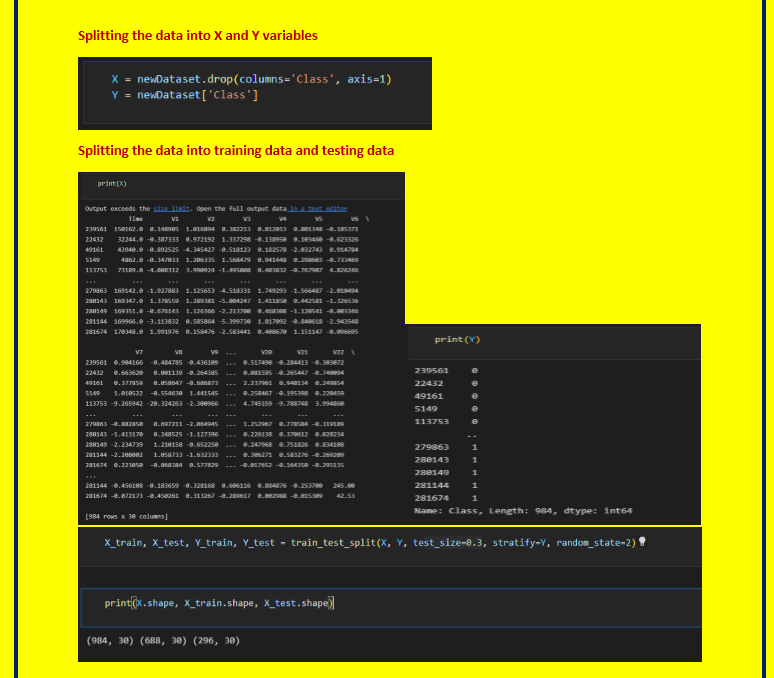 Splitting the data into X and Y variables
X = newDataset.drop(columns='Class', axis=1)
Y = newDataset['Class']
Splitting the data into training data and testing data
print(X)
Output exceeds the size limit. Open the full output data in a text editor
Time V1 V2 V3 V4 V5 V6 \
239561 150162.0 0.148905 1.016894 0.382213 0.812013 0.801348 -0.185371
22432 32244.0 -0.387333 0.972192 1.337298 -0.138950 0.103460 -0.623326
49161 43940.0 -0.892525 -4.345427 -0.518123 0.182578 -2.032743 0.914784
5149 4862.0 -0.347033 1.206335 1.568479 0.941448 0.298603 -0.733469
113753 73189.0 -4.008312 3.990924 -1.495008 0.403832 -0.767907 4.826246
... ... ... ... ... ... ... ...
279863 169142.0 -1.927883 1.125653 -4.518331 1.749293 -1.566487 -2.010494
280143 169347.0 1.378559 1.289381 -5.004247 1.411850 0.442581 -1.326536
280149 169351.0 -0.676143 1.126366 -2.213700 0.468308 -1.120541 -0.003346
281144 169966.0 -3.113832 0.585864 -5.399730 1.817092 -0.840618 -2.943548
281674 170348.0 1.991976 0.158476 -2.583441 0.408670 1.151147 -0.096695
V7 V8 V9 ... V20 V21 V22 \
239561 0.904166 -0.484785 -0.436109 ... 0.517490 -0.284413 -0.303072
22432 0.663620 0.001139 -0.264385 ... 0.081595 -0.265447 -0.740094
49161 0.377859 0.058647 -0.686873 ... 2.237961 0.940134 0.249854
5149 1.010522 -0.554630 1.441545 ... 0.258467 -0.195398 0.220459
113753 -9.265942 -20.324263 -2.300966 ... 4.745159 -9.788748 3.994860
... ... ... ... ... ... ... ...
279863 -0.882850 0.697211 -2.064945 ... 1.252967 0.778584 -0.319189
280143 -1.413170 0.248525 -1.127396 ... 0.226138 0.370612 0.028234
280149 -2.234739 1.210158 -0.652250 ... 0.247968 0.751826 0.834108
281144 -2.208002 1.058733 -1.632333 ... 0.306271 0.583276 -0.269209
281674 0.223050 -0.068384 0.577829 ... -0.017652 -0.164350 -0.295135
...
281144 -0.456108 -0.183659 -0.328168 0.606116 0.884876 -0.253700 245.00
281674 -0.072173 -0.450261 0.313267 -0.289617 0.002988 -0.015309 42.53
[984 rows x 30 columns]
print(Y)
239561 0
22432 0
49161 0
5149 0
113753 0
..
279863 1
280143 1
280149 1
281144 1
281674 1
Name: Class, Length: 984, dtype: int64
X_train, X_test, Y_train, Y_test = train_test_split(X, Y, test_size=0.3, stratify=Y, random_state=2)
print(X.shape, X_train.shape, X_test.shape)
(984, 30) (688, 30) (296, 30)